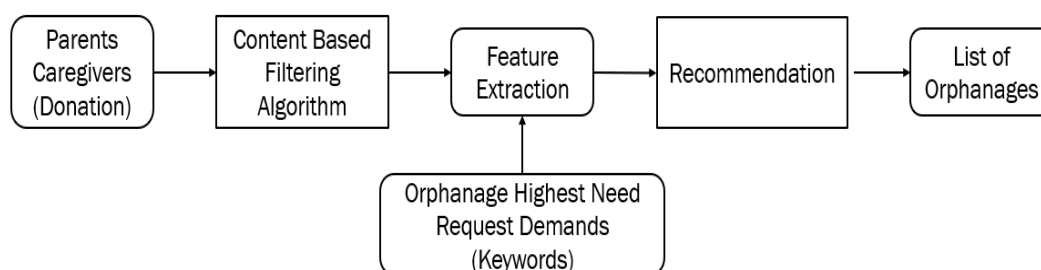 Parents
Caregivers
(Donation)
Content Based
Filtering
Algorithm
Feature
Extraction
Recommendation
List of
Orphanages
Orphanage Highest Need
Request Demands
(Keywords)